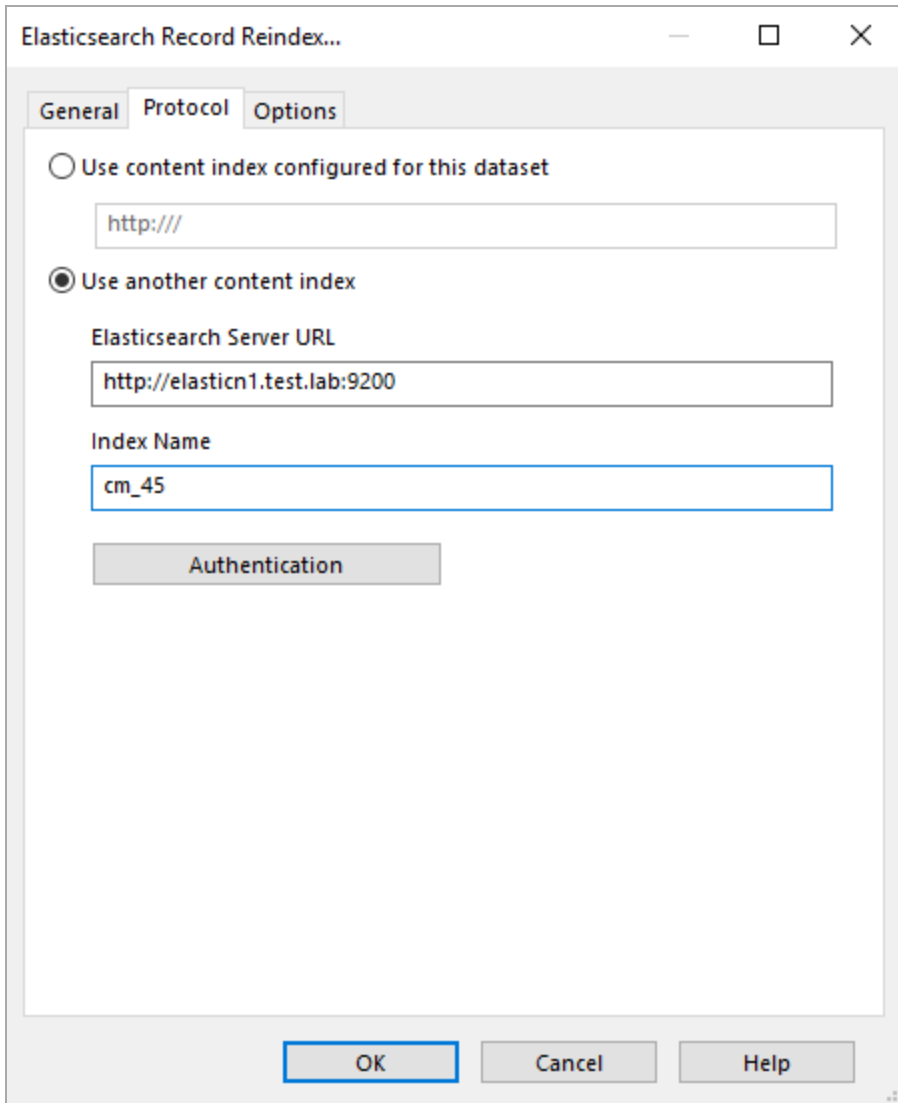 Elasticsearch Record Reindex...
General Protocol Options
Use content index configured for this dataset
http:///
Use another content index
Elasticsearch Server URL
http://elasticn1.test.lab:9200
Index Name
cm_45
Authentication
OK Cancel Help